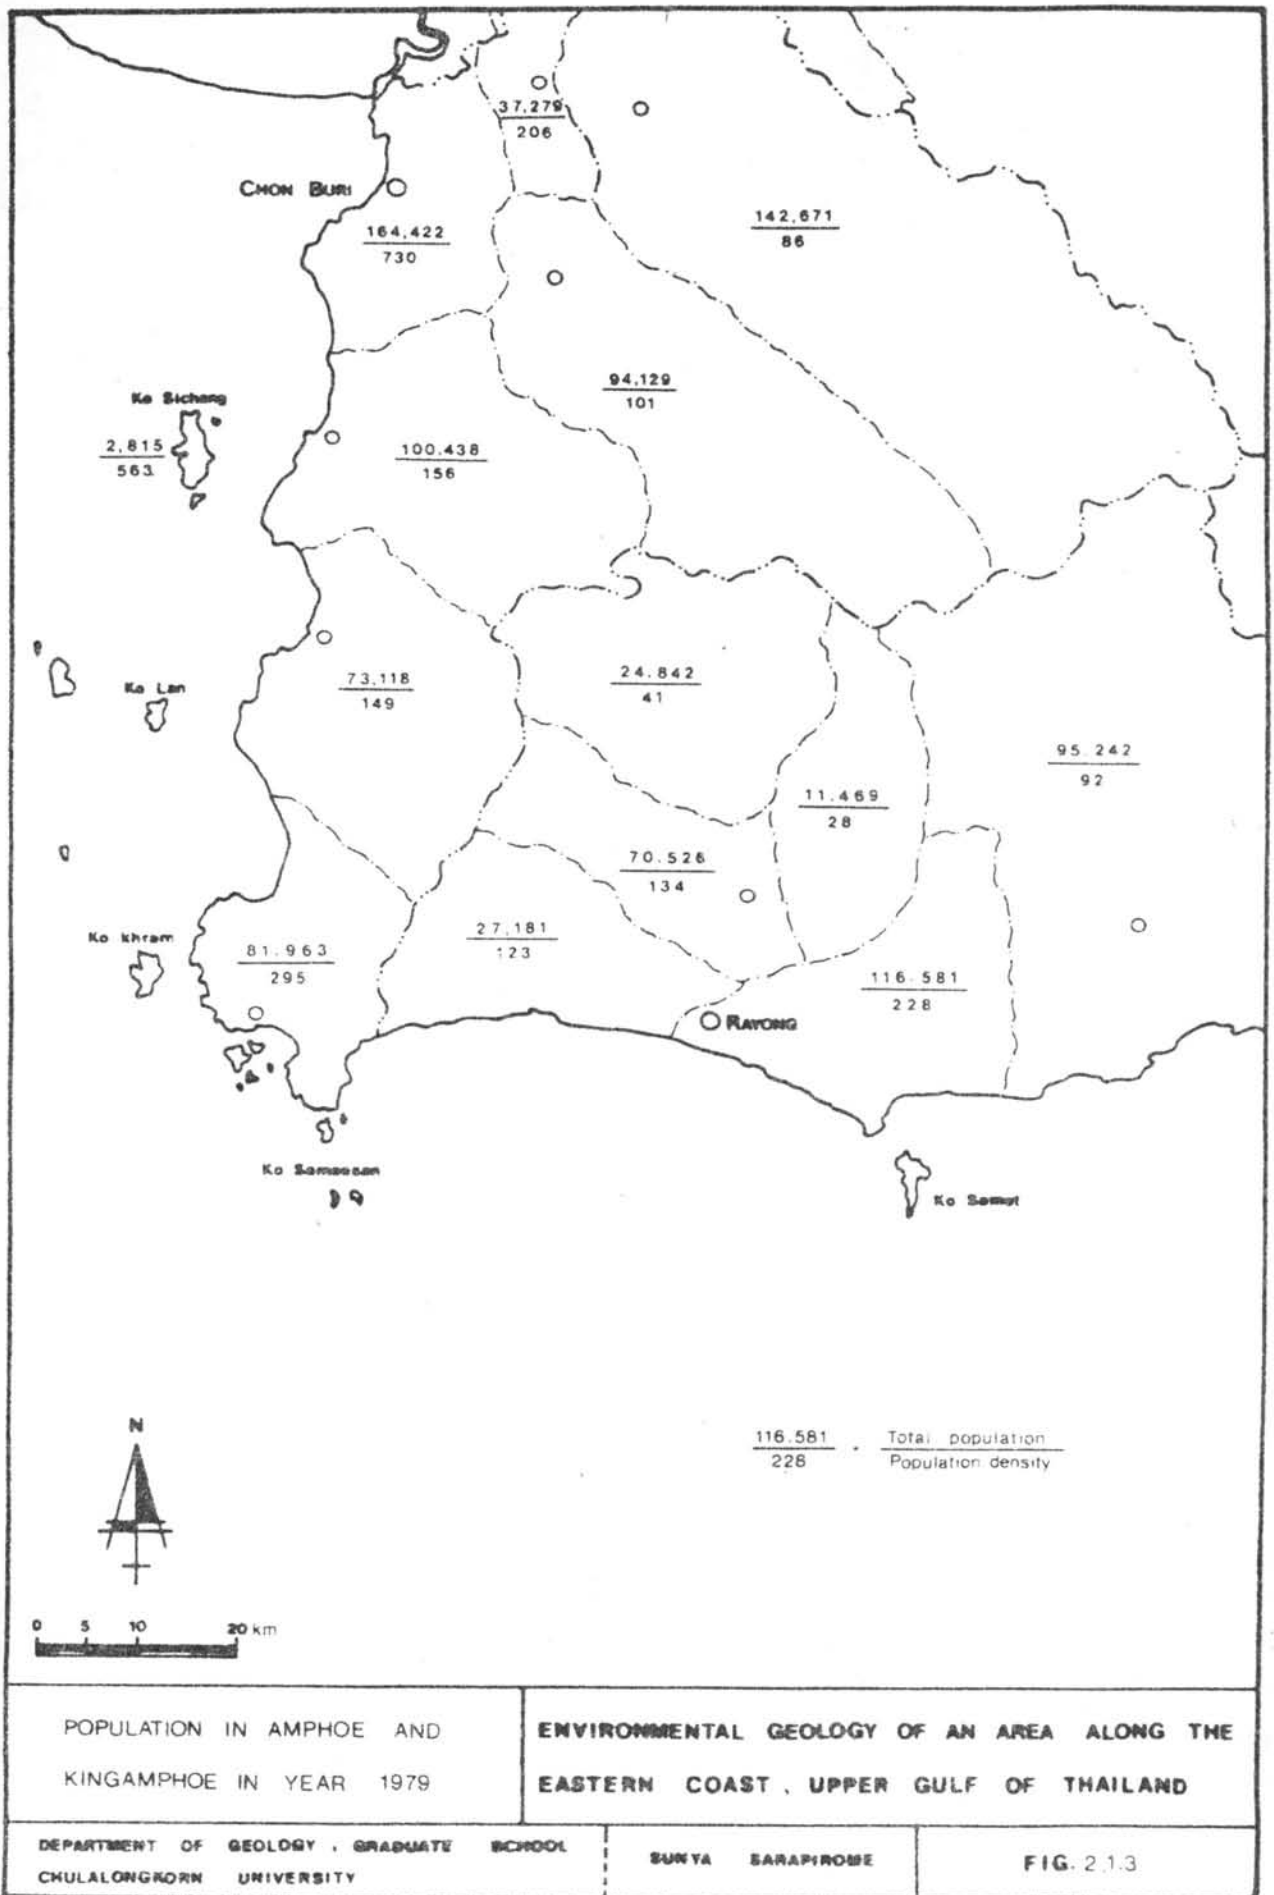 37,279
206
CHON BURI
164,422
730
142,671
86
94,129
101
Ko Sichang
2,815
563
100,438
156
73,118
149
Ko Lan
24.842
41
95.242
92
11.469
28
70.526
134
27,181
123
Ko Khram
81.963
295
116.581
228
RAYONG
Ko Samaesan
Ko Samet
N
116.581
228
Total population
Population density
0 5 10 20 km
POPULATION IN AMPHOE AND
KINGAMPHOE IN YEAR 1979
ENVIRONMENTAL GEOLOGY OF AN AREA ALONG THE
EASTERN COAST, UPPER GULF OF THAILAND
DEPARTMENT OF GEOLOGY, GRADUATE SCHOOL
CHULALONGKORN UNIVERSITY
SUNYA SARAPIROME
FIG. 2.1.3